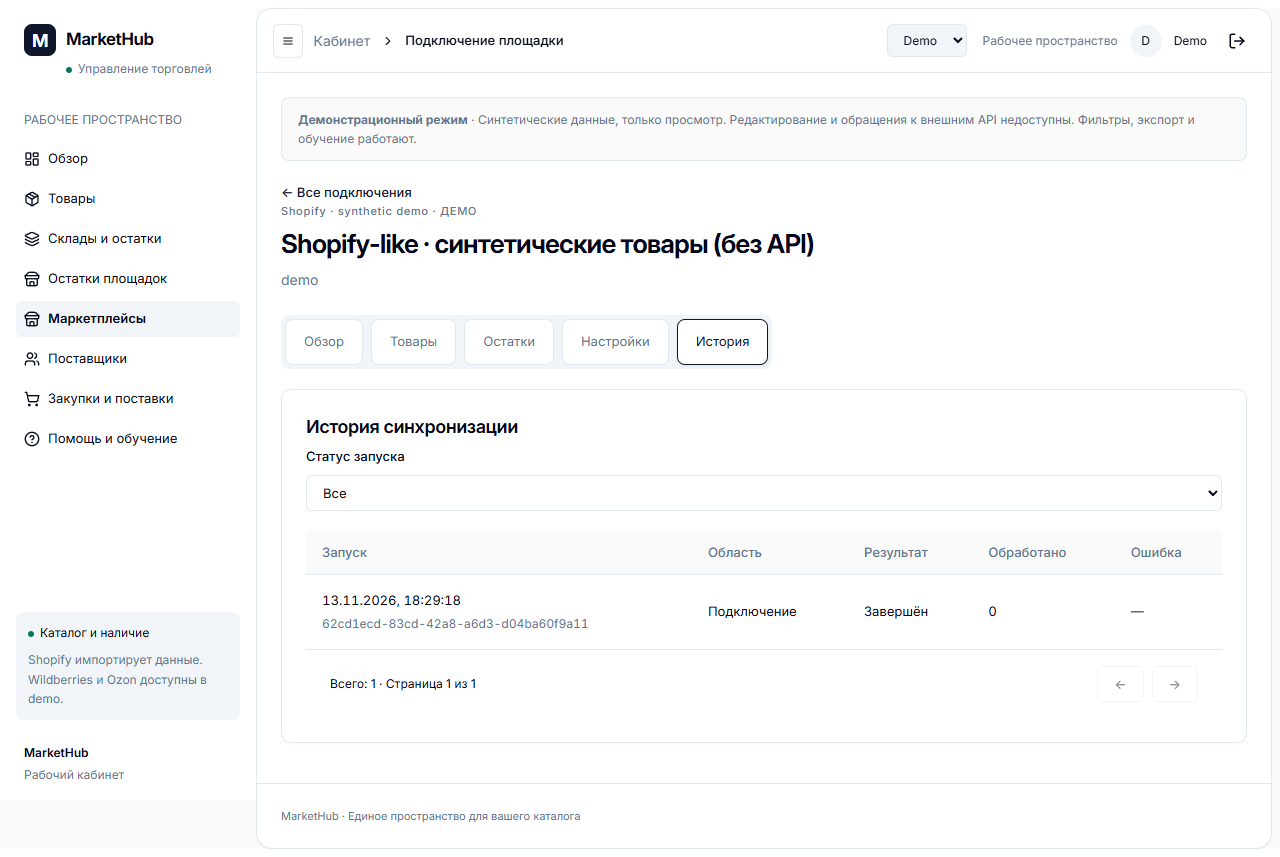 M MarketHub
Управление торговлей
РАБОЧЕЕ ПРОСТРАНСТВО
Обзор
Товары
Склады и остатки
Остатки площадок
Маркетплейсы
Поставщики
Закупки и поставки
Помощь и обучение
Каталог и наличие
Shopify импортирует данные.
Wildberries и Ozon доступны в
demo.
MarketHub
Рабочий кабинет
Кабинет > Подключение площадки
Demo Рабочее пространство D Demo
Демонстрационный режим · Синтетические данные, только просмотр. Редактирование и обращения к внешним API недоступны. Фильтры, экспорт и
обучение работают.
← Все подключения
Shopify · synthetic demo · ДЕМО
Shopify-like · синтетические товары (без API)
demo
Обзор Товары Остатки Настройки История
История синхронизации
Статус запуска
Все
Запуск Область Результат Обработано Ошибка
13.11.2026, 18:29:18
62cd1ecd-83cd-42a8-a6d3-d04ba60f9a11
Подключение Завершён 0 —
Всего: 1 · Страница 1 из 1
← →
MarketHub · Единое пространство для вашего каталога